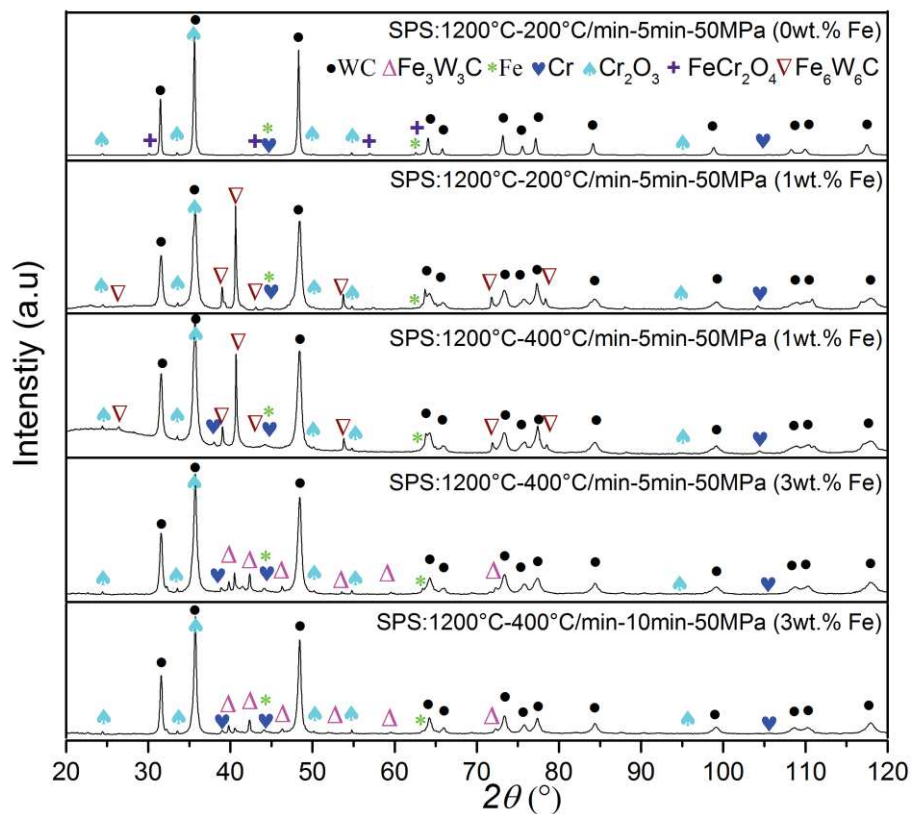 SPS:1200°C-200°C/min-5min-50MPa (0wt.% Fe)
●WC △Fe₃W₃C *Fe ♥Cr ♠Cr₂O₃ + FeCr₂O₄ ▽Fe₆W₆C
SPS:1200°C-200°C/min-5min-50MPa (1wt.% Fe)
SPS:1200°C-400°C/min-5min-50MPa (1wt.% Fe)
SPS:1200°C-400°C/min-5min-50MPa (3wt.% Fe)
SPS:1200°C-400°C/min-10min-50MPa (3wt.% Fe)
Intenstiy (a.u)
20 30 40 50 60 70 80 90 100 110 120
2θ (°)